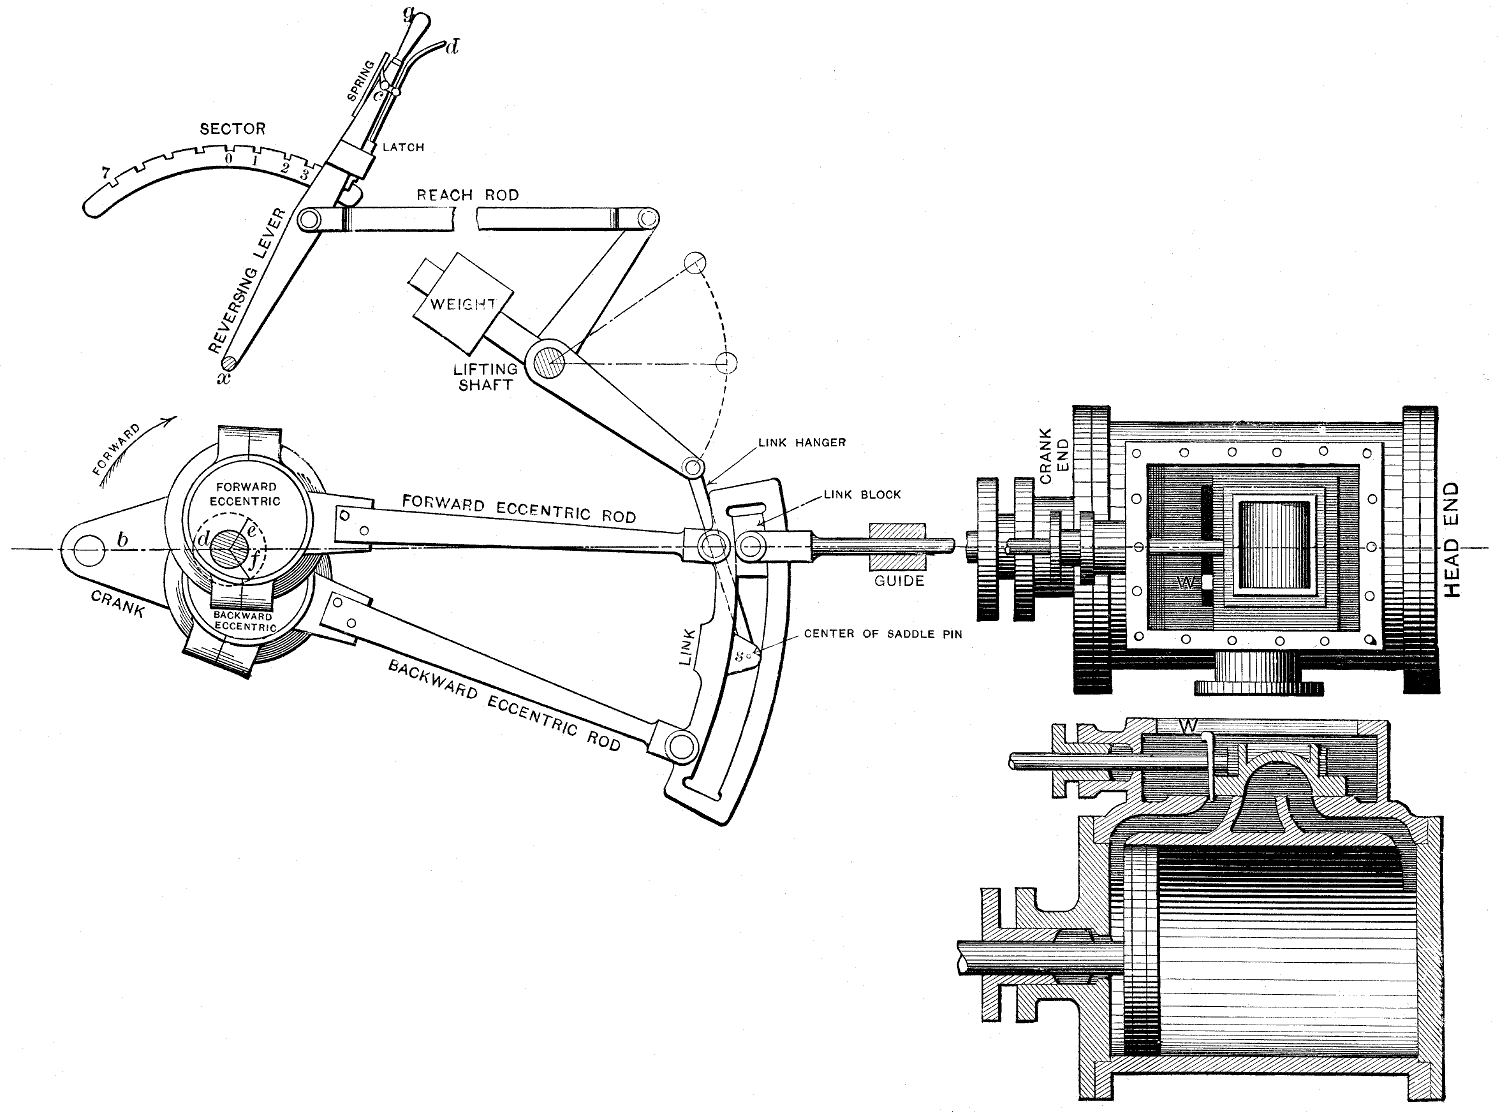 g
d
SPRING
c
SECTOR
LATCH
7
0 1 2 3
REACH ROD
REVERSING LEVER
WEIGHT
LIFTING
SHAFT
x
FORWARD
LINK HANGER
CRANK
END
FORWARD
ECCENTRIC
FORWARD ECCENTRIC ROD
LINK BLOCK
HEAD END
b
d
e
f
GUIDE
W
CRANK
BACKWARD
ECCENTRIC
LINK
CENTER OF SADDLE PIN
s
BACKWARD ECCENTRIC ROD
W